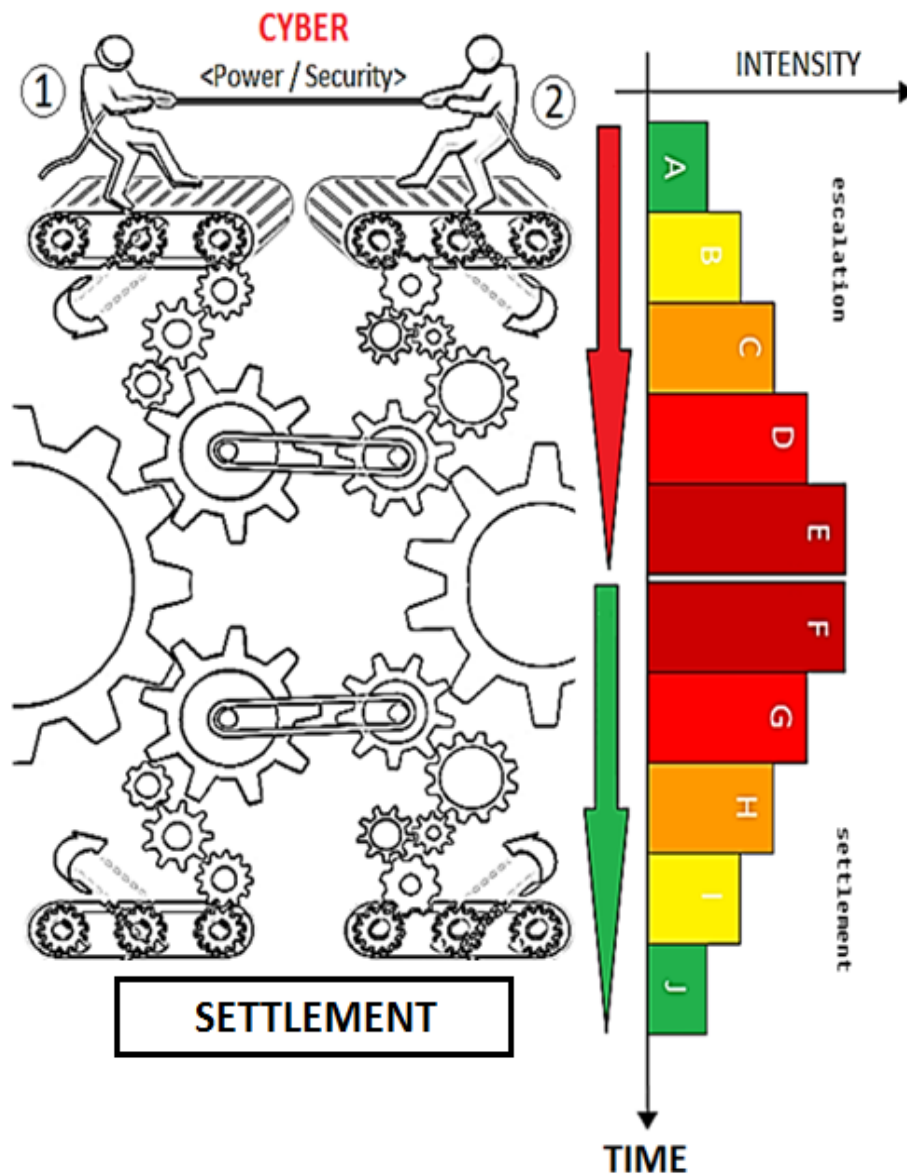 CYBER
<Power / Security>
1
2
INTENSITY
A
B
C
D
E
F
G
H
I
J
escalation
settlement
SETTLEMENT
TIME